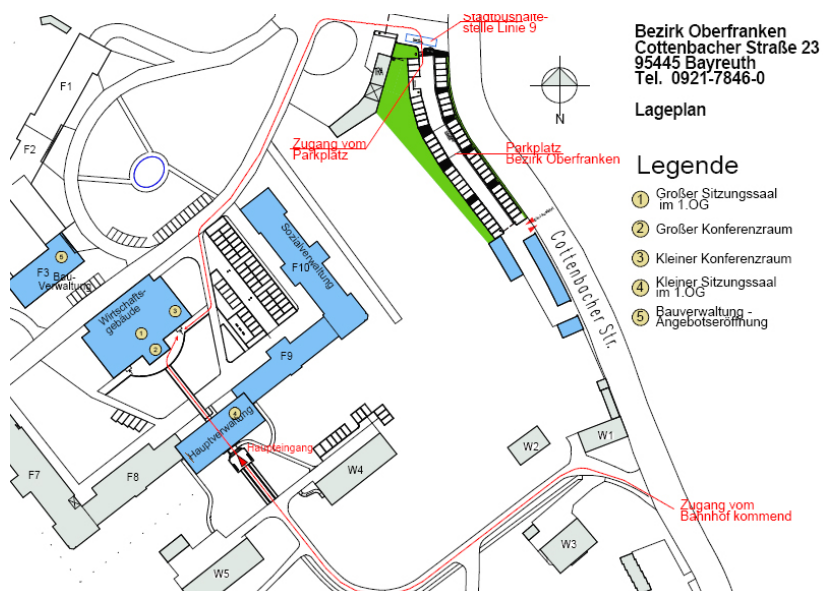 Stadtbushalte-
stelle Linie 9
Bezirk Oberfranken
Cottenbacher Straße 23
95445 Bayreuth
Tel. 0921-7846-0
Lageplan
N
F1
F2
Zugang vom
Parkplatz
Parkplatz
Bezirk Oberfranken
Legende
1 Großer Sitzungssaal
im 1.OG
2 Großer Konferenzraum
3 Kleiner Konferenzraum
4 Kleiner Sitzungssaal
im 1.OG
5 Bauverwaltung -
Angebotseröffnung
Cottenbacher Str.
Sozialverwaltung
F10
5
F3 Bau-
Verwaltung
Wirtschafts-
gebäude
3
1
2
F9
4
Hauptverwaltung
Haupteingang
F7
F8
W4
W2
W1
Zugang vom
Bahnhof kommend
W3
W5